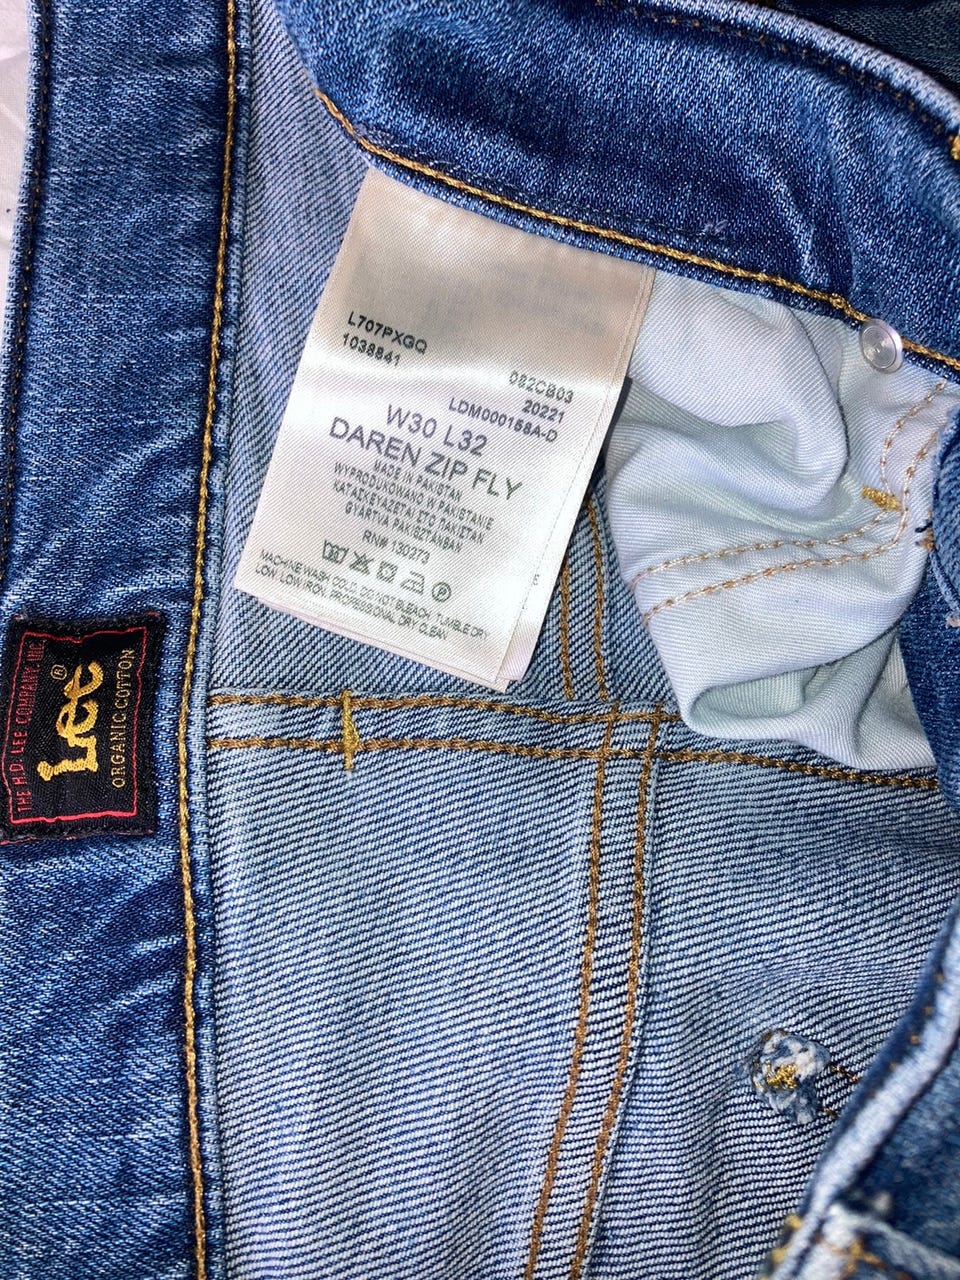 L707PXGQ
1038841
082CB03
20221
LDM000168A-D
W30 L32
DAREN ZIP FLY
MADE IN PAKISTAN
WYPRODUKOWANO W PAKISTANIE
ΚΑΤΑΣΚΕΥΑΖΕΤΑΙ ΣΤΟ ΠΑΚΙΣΤΑΝ
GYÁRTVA PAKISZTÁNBAN
RN# 130273
MACHINE WASH COLD, DO NOT BLEACH, TUMBLE DRY
LOW, LOW IRON, PROFESSIONAL DRY CLEAN
THE H.D. LEE COMPANY, INC.
Lee®
ORGANIC COTTON